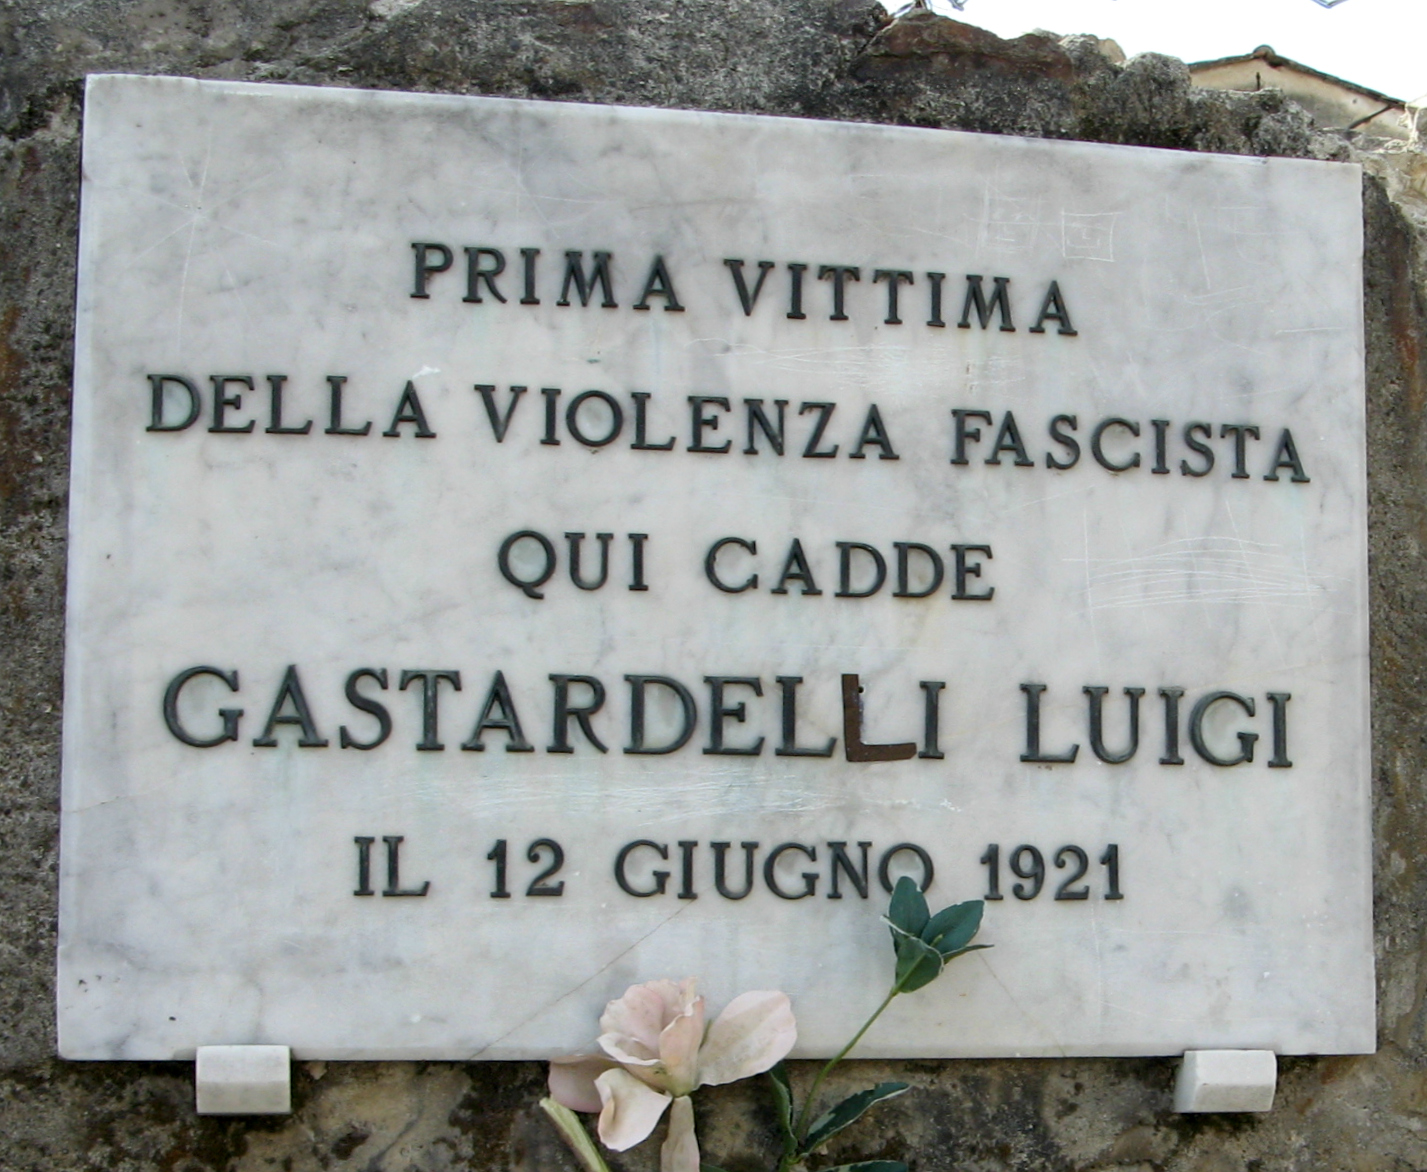 PRIMA VITTIMA
DELLA VIOLENZA FASCISTA
QUI CADDE
GASTARDELLI LUIGI
IL 12 GIUGNO 1921